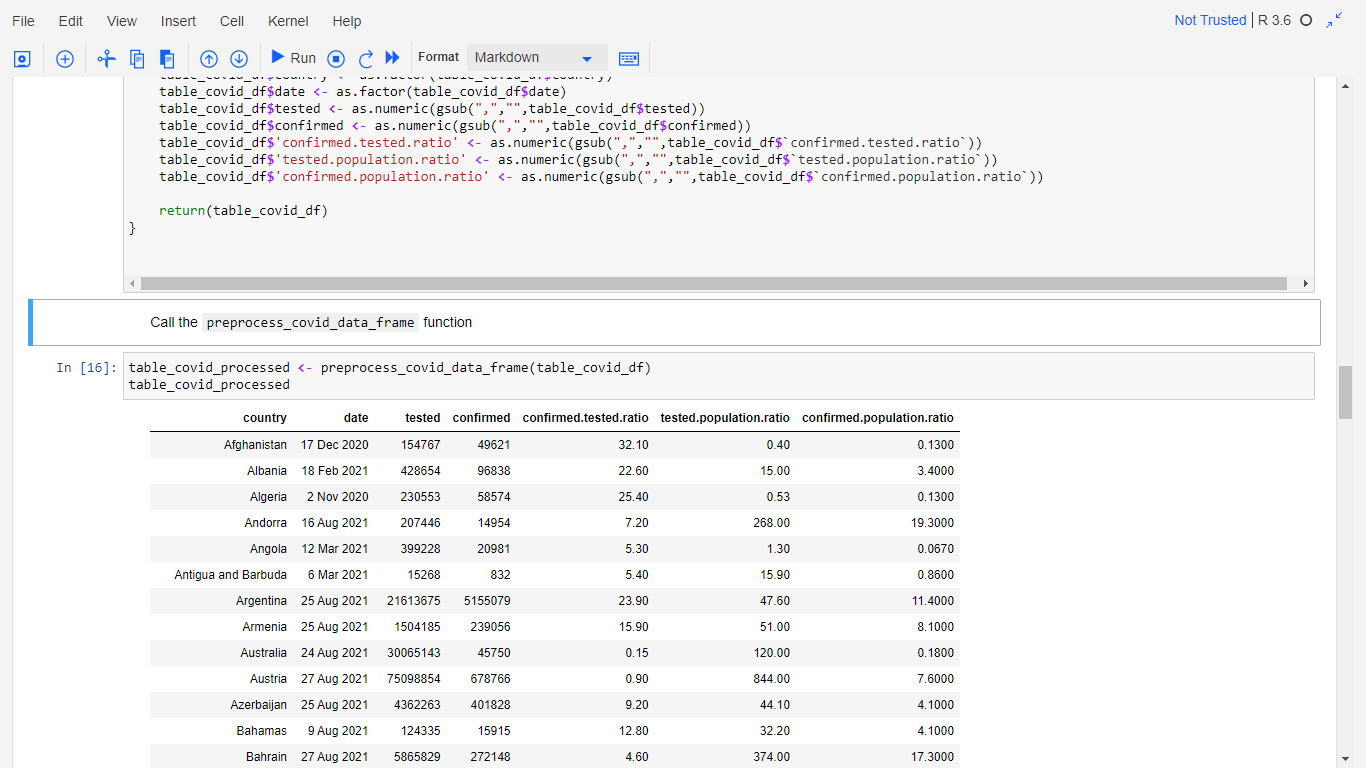 File Edit View Insert Cell Kernel Help Not Trusted R 3.6
Run Format Markdown
table_covid_df$country <- as.factor(table_covid_df$country)
table_covid_df$date <- as.factor(table_covid_df$date)
table_covid_df$tested <- as.numeric(gsub(",","",table_covid_df$tested))
table_covid_df$confirmed <- as.numeric(gsub(",","",table_covid_df$confirmed))
table_covid_df$'confirmed.tested.ratio' <- as.numeric(gsub(",","",table_covid_df$`confirmed.tested.ratio`))
table_covid_df$'tested.population.ratio' <- as.numeric(gsub(",","",table_covid_df$`tested.population.ratio`))
table_covid_df$'confirmed.population.ratio' <- as.numeric(gsub(",","",table_covid_df$`confirmed.population.ratio`))
return(table_covid_df)
}
Call the preprocess_covid_data_frame function
In [16]: table_covid_processed <- preprocess_covid_data_frame(table_covid_df)
table_covid_processed
country date tested confirmed confirmed.tested.ratio tested.population.ratio confirmed.population.ratio
Afghanistan 17 Dec 2020 154767 49621 32.10 0.40 0.1300
Albania 18 Feb 2021 428654 96838 22.60 15.00 3.4000
Algeria 2 Nov 2020 230553 58574 25.40 0.53 0.1300
Andorra 16 Aug 2021 207446 14954 7.20 268.00 19.3000
Angola 12 Mar 2021 399228 20981 5.30 1.30 0.0670
Antigua and Barbuda 6 Mar 2021 15268 832 5.40 15.90 0.8600
Argentina 25 Aug 2021 21613675 5155079 23.90 47.60 11.4000
Armenia 25 Aug 2021 1504185 239056 15.90 51.00 8.1000
Australia 24 Aug 2021 30065143 45750 0.15 120.00 0.1800
Austria 27 Aug 2021 75098854 678766 0.90 844.00 7.6000
Azerbaijan 25 Aug 2021 4362263 401828 9.20 44.10 4.1000
Bahamas 9 Aug 2021 124335 15915 12.80 32.20 4.1000
Bahrain 27 Aug 2021 5865829 272148 4.60 374.00 17.3000